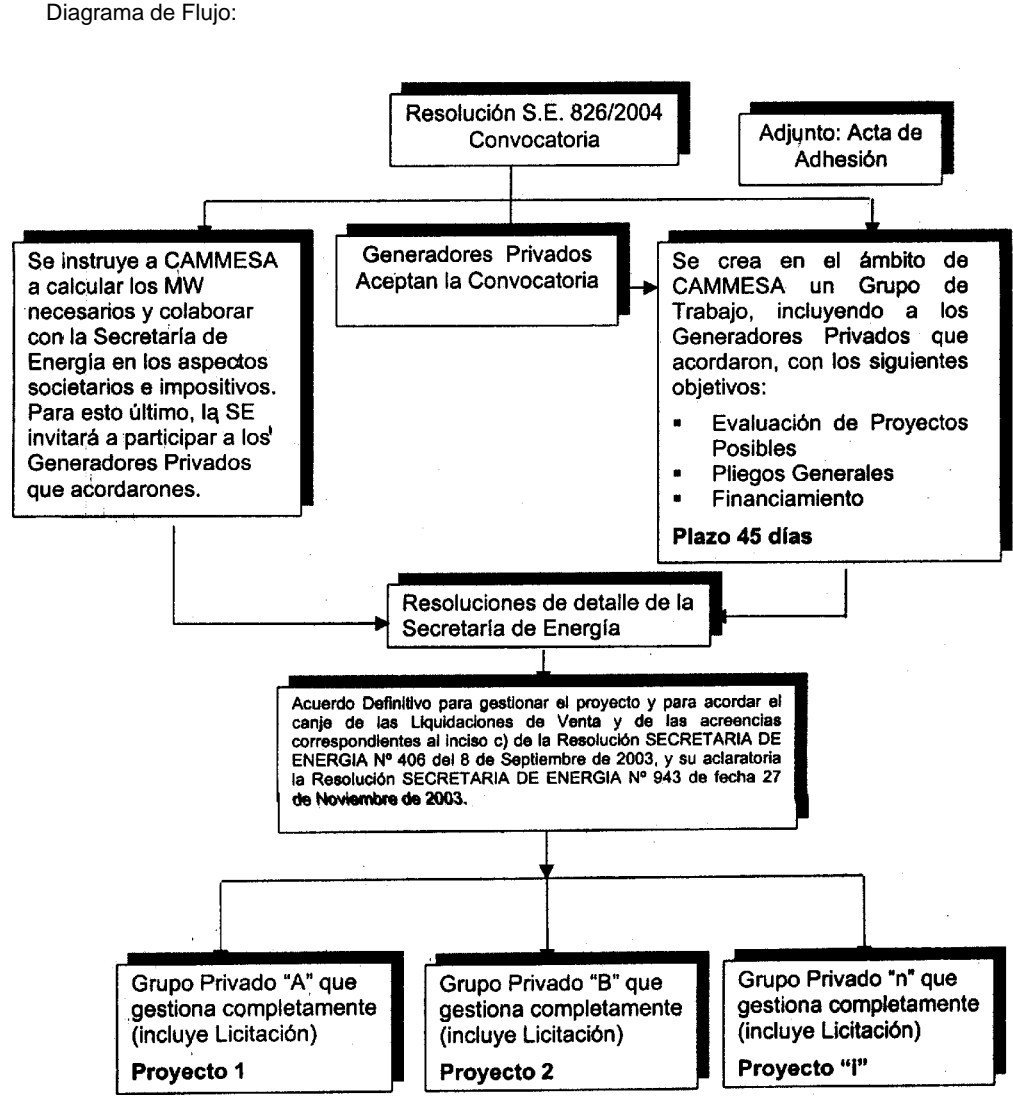 Diagrama de Flujo:
Resolución S.E. 826/2004
Convocatoria
Adjunto: Acta de
Adhesión
Se instruye a CAMMESA
a calcular los MW
necesarios y colaborar
con la Secretaría de
Energía en los aspectos
societarios e impositivos.
Para esto último, la SE
invitará a participar a los
Generadores Privados
que acordarones.
Generadores Privados
Aceptan la Convocatoria
Se crea en el ámbito de
CAMMESA un Grupo de
Trabajo, incluyendo a los
Generadores Privados que
acordaron, con los siguientes
objetivos:
▪ Evaluación de Proyectos
Posibles
▪ Pliegos Generales
▪ Financiamiento
Plazo 45 días
Resoluciones de detalle de la
Secretaría de Energía
Acuerdo Definitivo para gestionar el proyecto y para acordar el
canje de las Liquidaciones de Venta y de las acreencias
correspondientes al inciso c) de la Resolución SECRETARIA DE
ENERGIA Nº 406 del 8 de Septiembre de 2003, y su aclaratoria
la Resolución SECRETARIA DE ENERGIA Nº 943 de fecha 27
de Noviembre de 2003.
Grupo Privado "A" que
gestiona completamente
(incluye Licitación)
Proyecto 1
Grupo Privado "B" que
gestiona completamente
(incluye Licitación)
Proyecto 2
Grupo Privado "n" que
gestiona completamente
(incluye Licitación)
Proyecto "i"